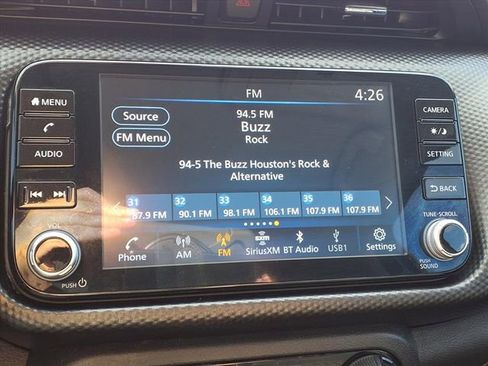 FM
4:26
MENU
AUDIO
Source
FM Menu
94.5 FM
Buzz
Rock
94-5 The Buzz Houston's Rock &
Alternative
31 32 33 34 35 36
87.9 FM 90.1 FM 98.1 FM 106.1 FM 107.9 FM 107.9 FM
Phone AM FM SiriusXM BT Audio USB1 Settings
VOL
PUSH
CAMERA
SETTING
BACK
TUNE-SCROLL
PUSH
SOUND